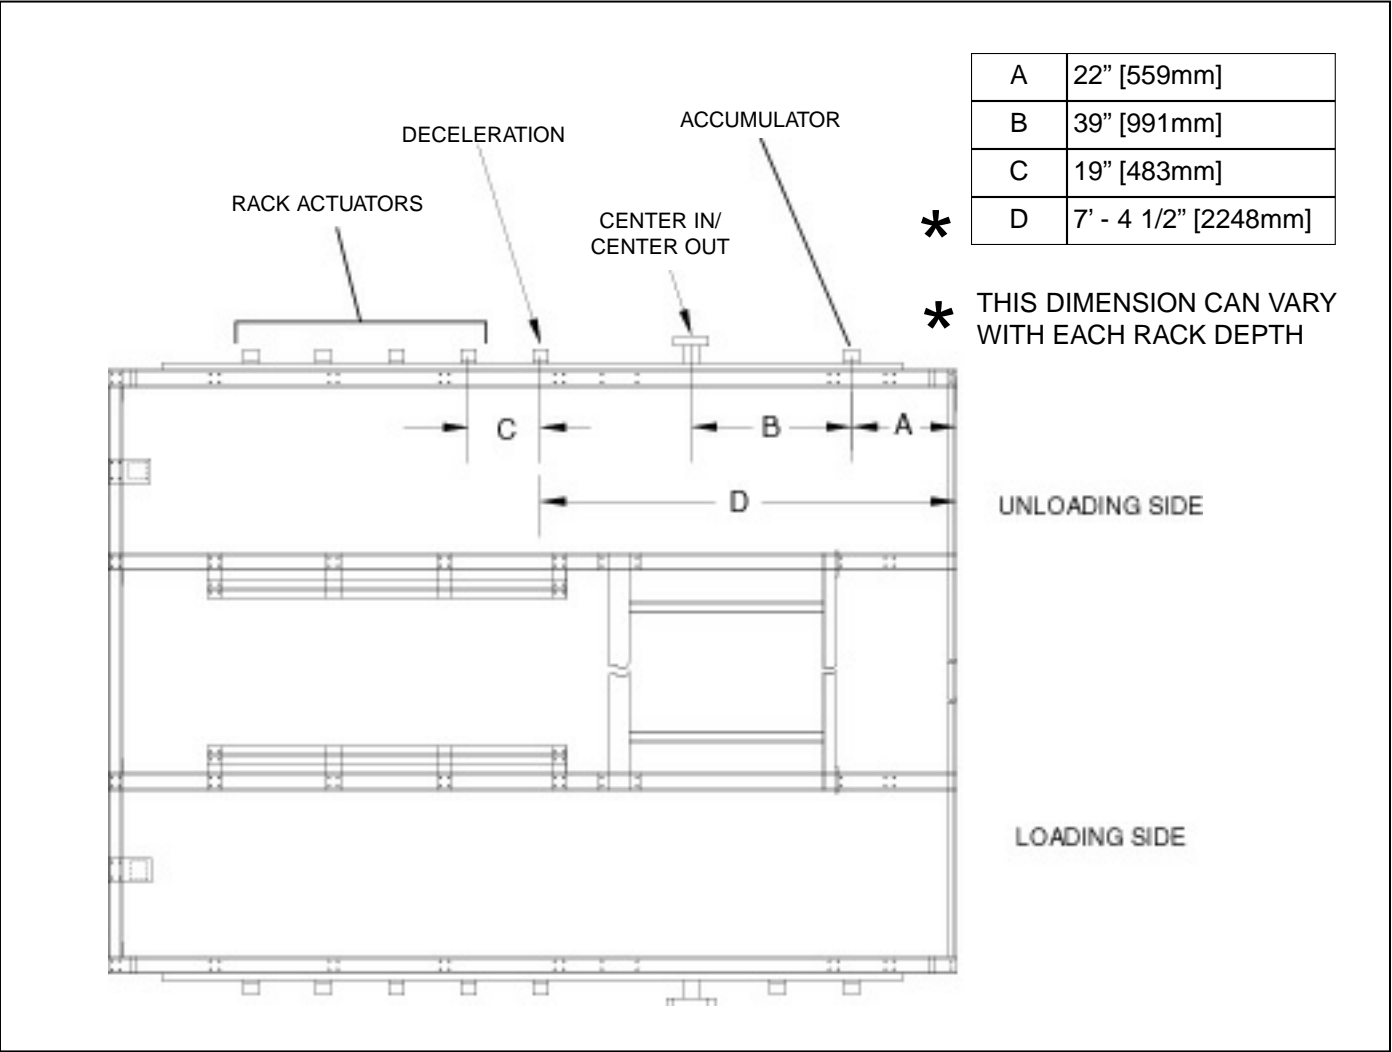 A 22” [559mm]
B 39” [991mm]
C 19” [483mm]
* D 7’ - 4 1/2” [2248mm]
* THIS DIMENSION CAN VARY
WITH EACH RACK DEPTH
ACCUMULATOR
DECELERATION
RACK ACTUATORS
CENTER IN/
CENTER OUT
C
B
A
D
UNLOADING SIDE
LOADING SIDE